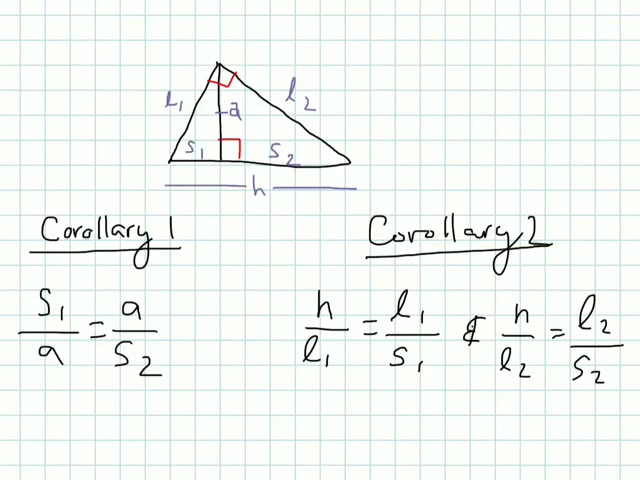 l₁ a l₂
s₁ s₂
h
Corollary 1 Corollary 2
S₁/a = a/S₂ h/l₁ = l₁/s₁ & h/l₂ = l₂/s₂